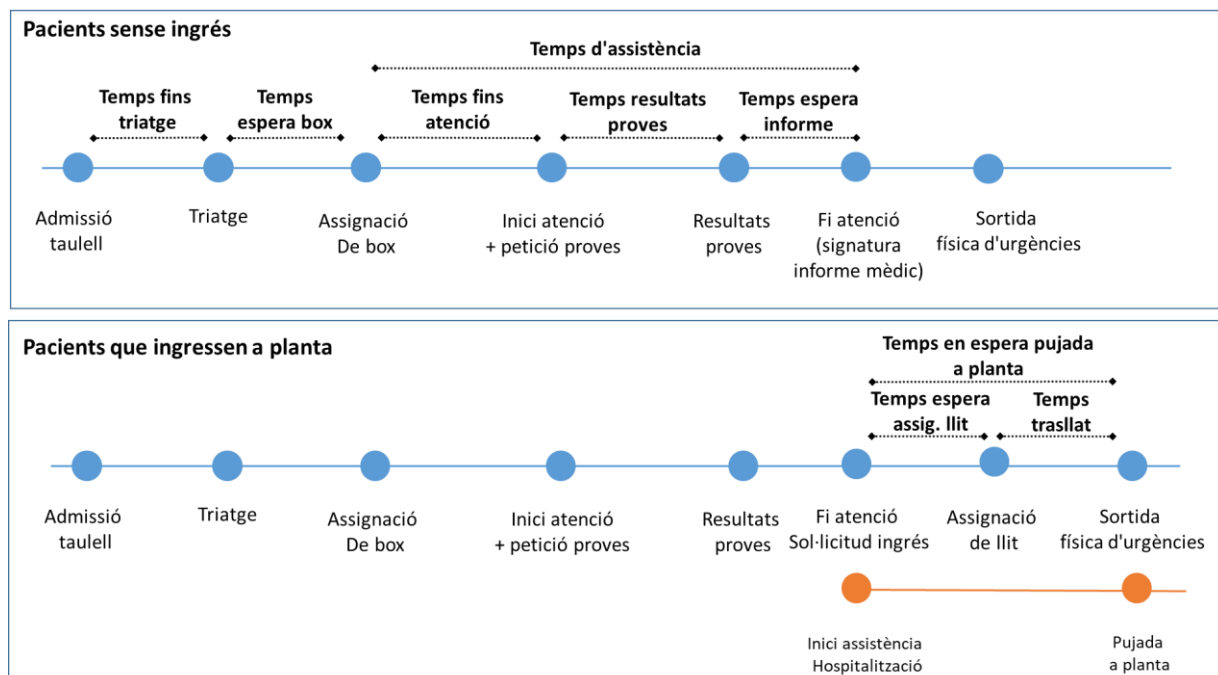 Pacients sense ingrés
Temps d'assistència
Temps fins
triatge
Temps
espera box
Temps fins
atenció
Temps resultats
proves
Temps espera
informe
Admissió
taulell
Triatge
Assignació
De box
Inici atenció
+ petició proves
Resultats
proves
Fi atenció
(signatura
informe mèdic)
Sortida
física d'urgències
Pacients que ingressen a planta
Temps en espera pujada
a planta
Temps espera
assig. llit
Temps
trasllat
Admissió
taulell
Triatge
Assignació
De box
Inici atenció
+ petició proves
Resultats
proves
Fi atenció
Sol·licitud ingrés
Assignació
de llit
Sortida
física d'urgències
Inici assistència
Hospitalització
Pujada
a planta